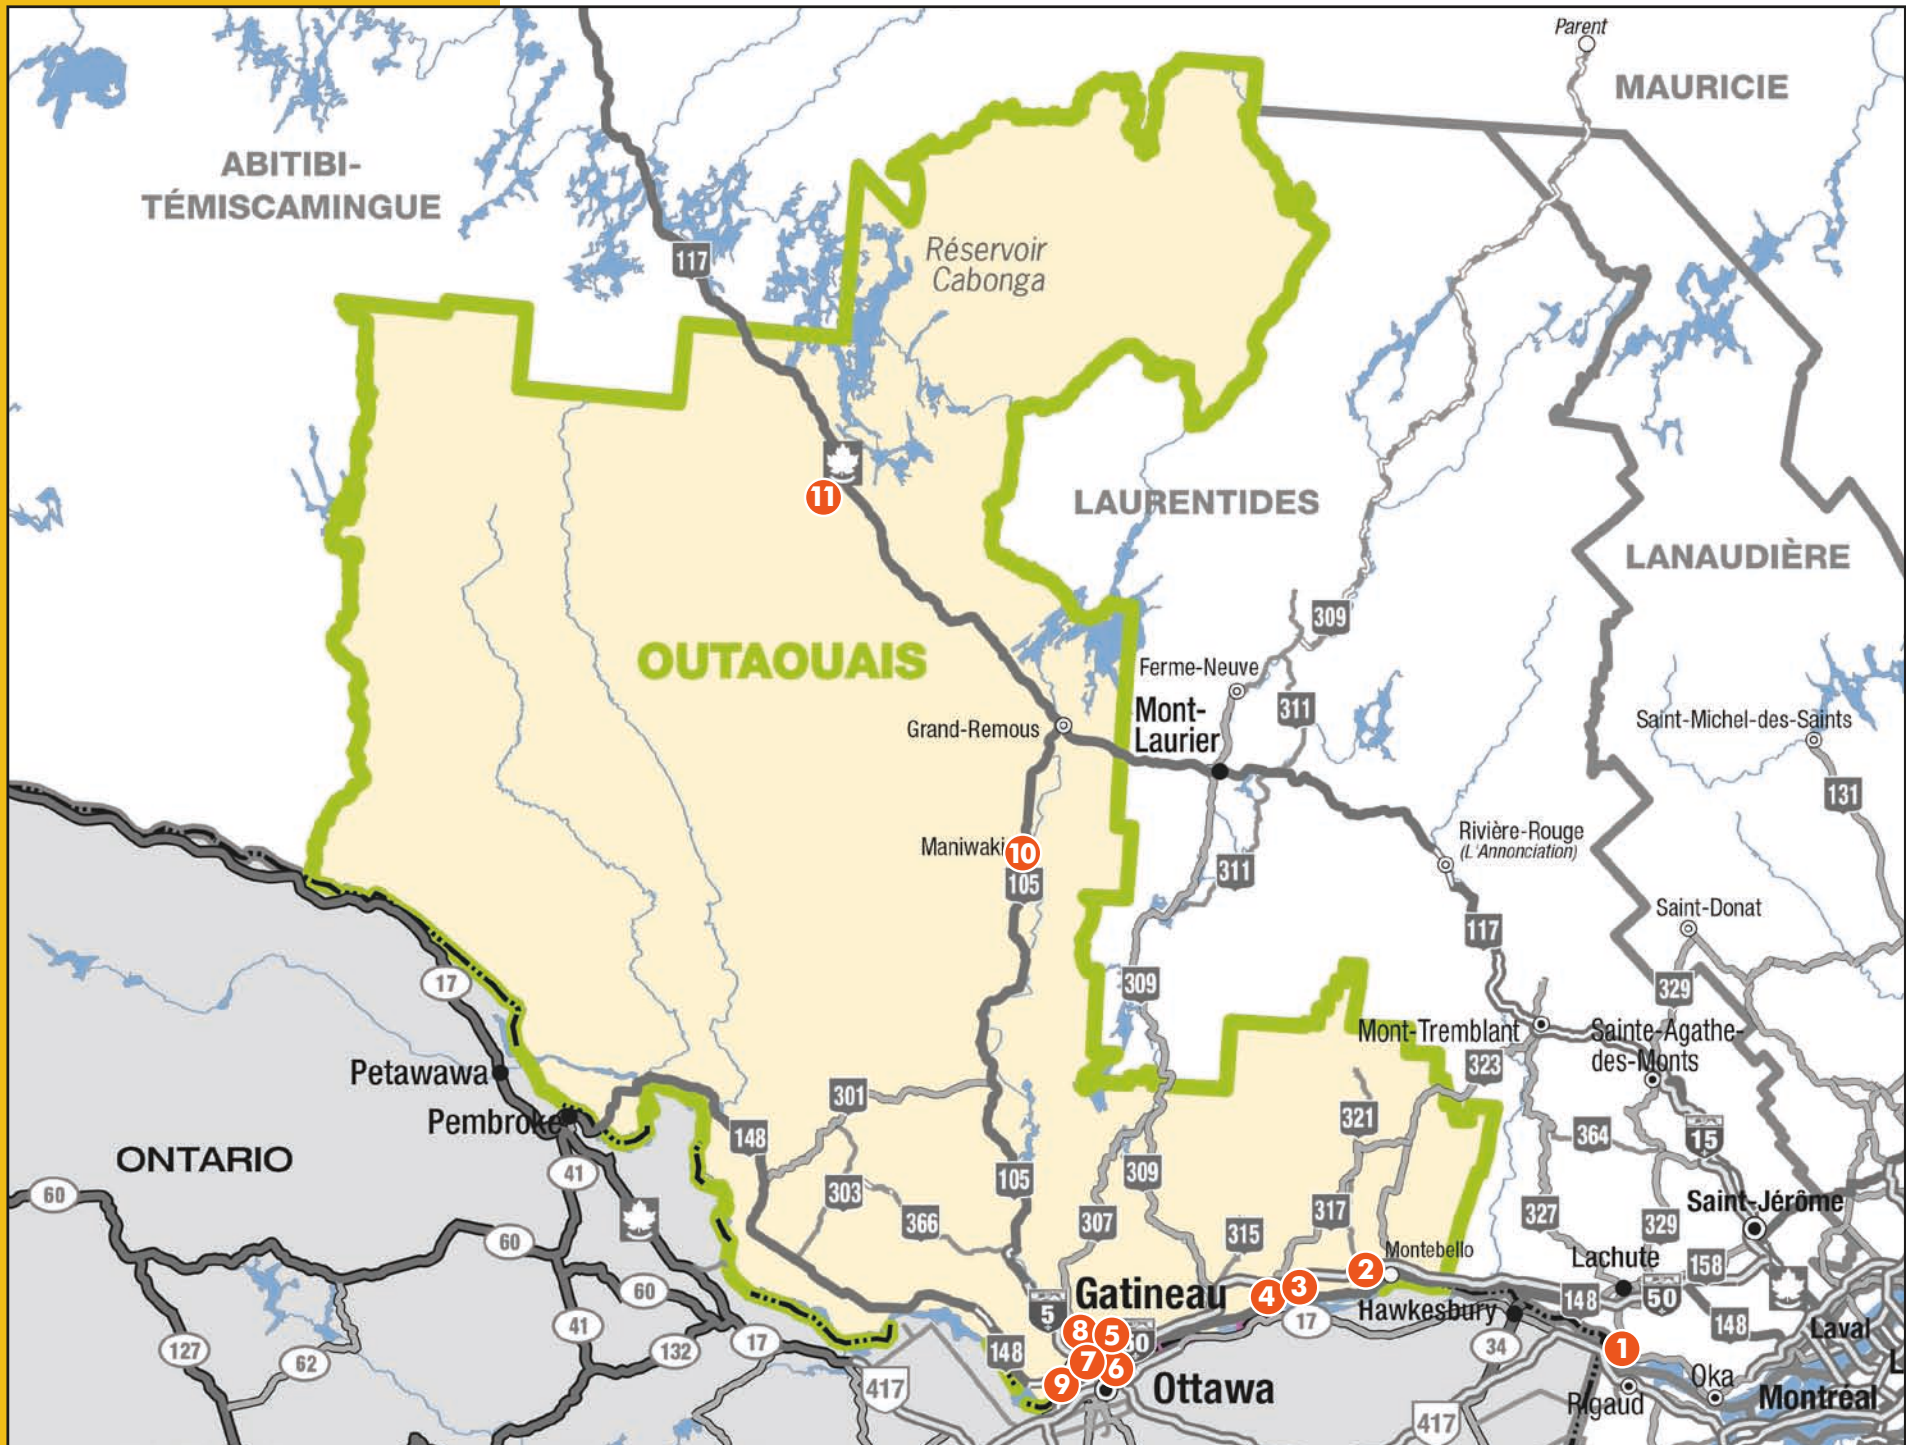 Parent
MAURICIE
ABITIBI-
TÉMISCAMINGUE
117
Réservoir
Cabonga
11
LAURENTIDES
LANAUDIÈRE
309
OUTAOUAIS
Ferme-Neuve
311
Mont-
Laurier
Grand-Remous
Saint-Michel-des-Saints
131
Rivière-Rouge
(L'Annonciation)
Maniwaki
10
105
311
117
Saint-Donat
17
309
329
Mont-Tremblant
Sainte-Agathe-
des-Monts
323
Petawawa
Pembroke
301
321
148
364
15
ONTARIO
41
303
105
309
60
366
307
315
317
327
329
Saint-Jérôme
60
Montebello
Lachute
158
60
Gatineau
4
3
2
5
148
50
Hawkesbury
17
148
Laval
41
8
5
50
34
1
127
62
132
17
148
7
6
9
Ottawa
417
417
Rigaud
Oka
Montréal
L